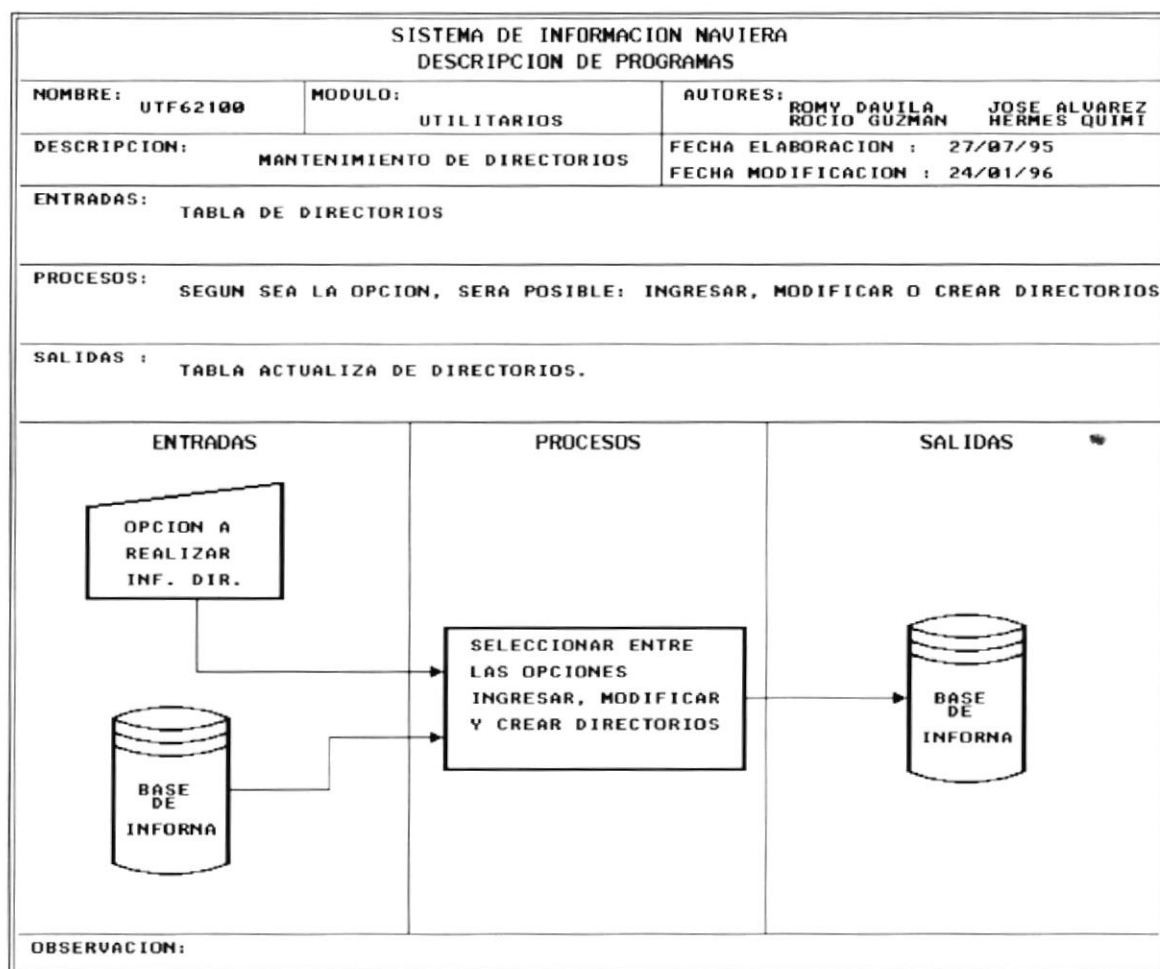 SISTEMA DE INFORMACION NAVIERA
DESCRIPCION DE PROGRAMAS
NOMBRE: UTF62100
MODULO: UTILITARIOS
AUTORES: ROMY DAVILA JOSE ALVAREZ
ROCIO GUZMAN HERMES QUIMI
DESCRIPCION: MANTENIMIENTO DE DIRECTORIOS
FECHA ELABORACION : 27/07/95
FECHA MODIFICACION : 24/01/96
ENTRADAS:
TABLA DE DIRECTORIOS
PROCESOS:
SEGUN SEA LA OPCION, SERA POSIBLE: INGRESAR, MODIFICAR O CREAR DIRECTORIOS
SALIDAS :
TABLA ACTUALIZA DE DIRECTORIOS.
ENTRADAS
PROCESOS
SALIDAS
OPCION A
REALIZAR
INF. DIR.
BASE
DE
INFORNA
SELECCIONAR ENTRE
LAS OPCIONES
INGRESAR, MODIFICAR
Y CREAR DIRECTORIOS
BASE
DE
INFORNA
OBSERVACION: